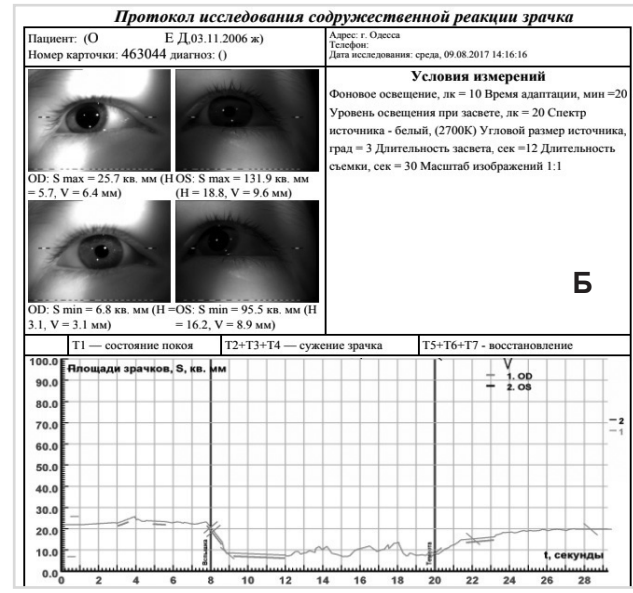 Протокол исследования содружественной реакции зрачка
Пациент: (О Е Д,03.11.2006 ж)
Номер карточки: 463044 диагноз: ()
Адрес: г. Одесса
Телефон:
Дата исследования: среда, 09.08.2017 14:16:16
OD: S max = 25.7 кв. мм (H = 5.7, V = 6.4 мм)
OS: S max = 131.9 кв. мм (H = 18.8, V = 9.6 мм)
OD: S min = 6.8 кв. мм (H = 3.1, V = 3.1 мм)
OS: S min = 95.5 кв. мм (H = 16.2, V = 8.9 мм)
Условия измерений
Фоновое освещение, лк = 10 Время адаптации, мин =20
Уровень освещения при засвете, лк = 20 Спектр
источника - белый, (2700К) Угловой размер источника,
град = 3 Длительность засвета, сек =12 Длительность
съемки, сек = 30 Масштаб изображений 1:1
Б
T1 — состояние покоя
T2+T3+T4 — сужение зрачка
T5+T6+T7 - восстановление
Площади зрачков, S, кв. мм
V
1. OD
2. OS
100.0
90.0
80.0
70.0
60.0
50.0
40.0
30.0
20.0
10.0
0.0
2
1
Вспышка
Темнота
t, секунды
0 2 4 6 8 10 12 14 16 18 20 22 24 26 28